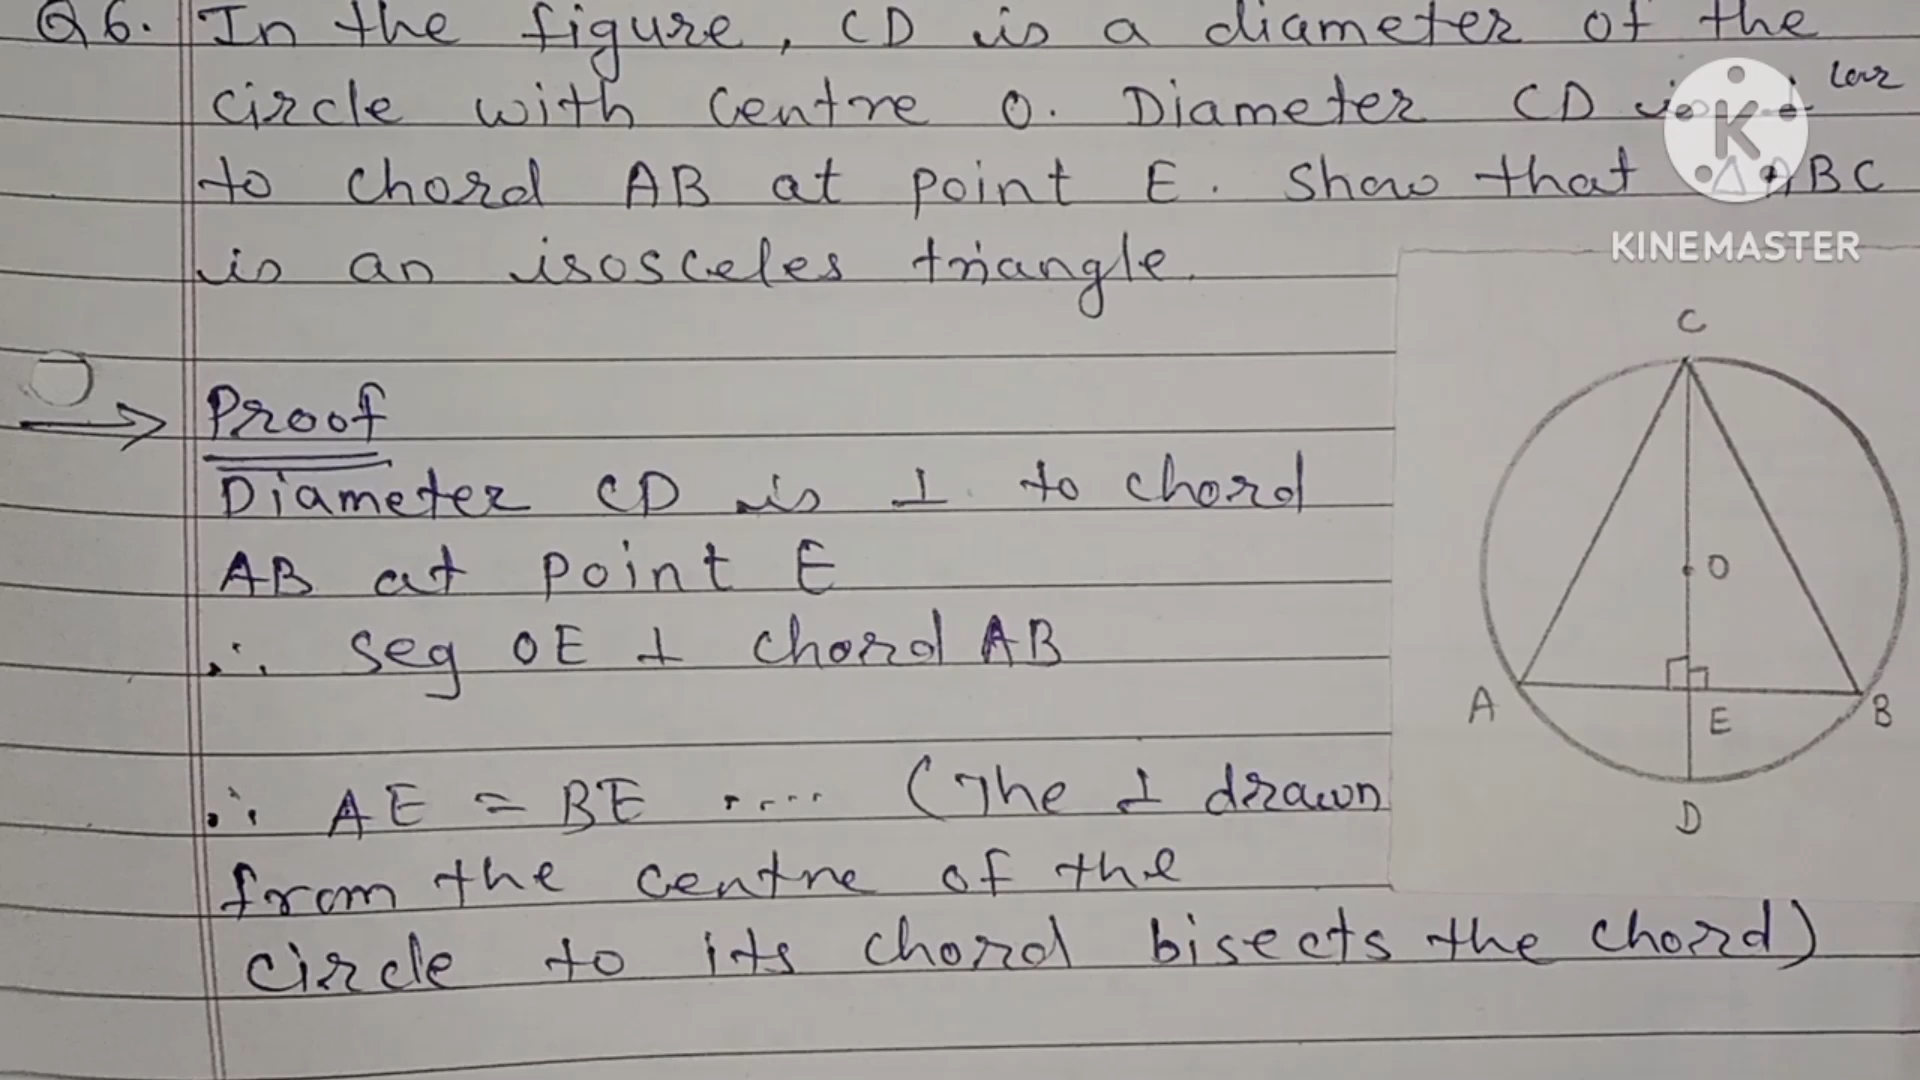 Q6. In the figure, CD is a diameter of the
circle with centre O. Diameter CD is ⊥ lar
to chord AB at point E. Show that △ ABC
is an isosceles triangle.
K
KINEMASTER
Proof
Diameter CD is ⊥ to chord
AB at point E
∴ seg OE ⊥ chord AB
∴ AE = BE .... (The ⊥ drawn
from the centre of the
circle to its chord bisects the chord)
C
O
A
E
B
D